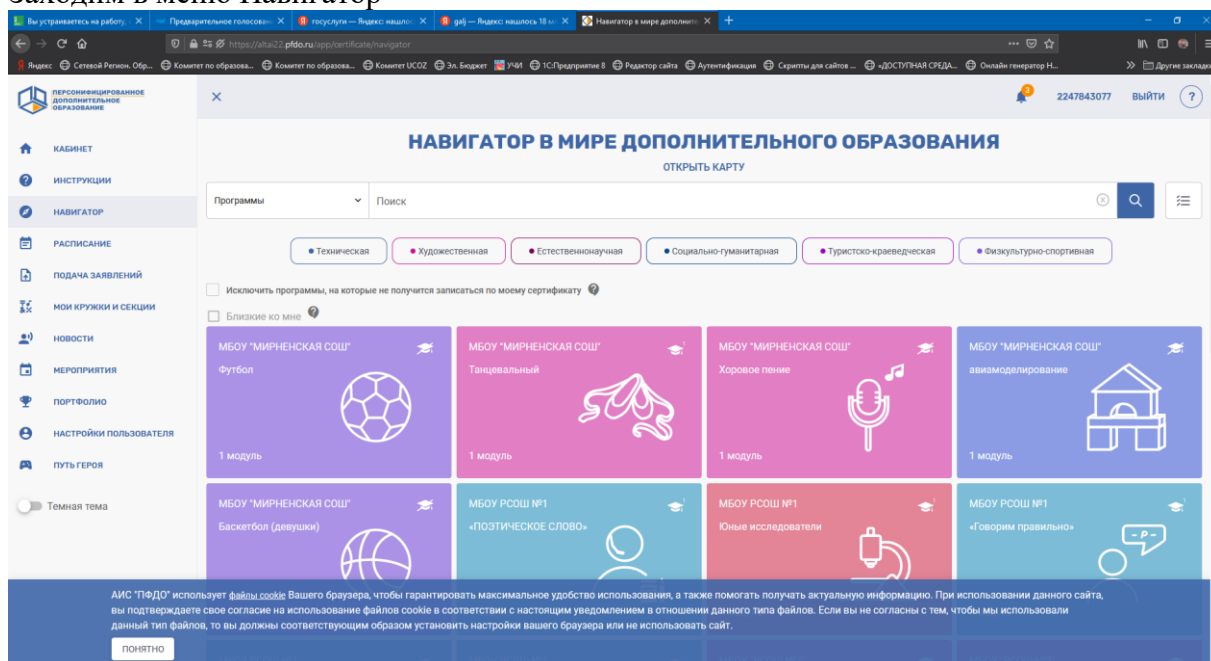 Заходим в меню Навигатор
Вы устраиваетесь на работу,
Предварительное голосован
госуслуги — Яндекс: нашлос
galj — Яндекс: нашлось 18 мл
Навигатор в мире дополните
https://altai22.pfdo.ru/app/certificate/navigator
Яндекс Сетевой Регион. Обр... Комитет по образова... Комитет по образова... Комитет UCOZ Эл. Бюджет УЧИ 1С:Предприятие 8 Редактор сайта Аутентификация Скрипты для сайтов ... «ДОСТУПНАЯ СРЕДА... Онлайн генератор Н... Другие закладки
ПЕРСОНИФИЦИРОВАННОЕ
ДОПОЛНИТЕЛЬНОЕ
ОБРАЗОВАНИЕ
3
2247843077 ВЫЙТИ ?
КАБИНЕТ
ИНСТРУКЦИИ
НАВИГАТОР
РАСПИСАНИЕ
ПОДАЧА ЗАЯВЛЕНИЙ
МОИ КРУЖКИ И СЕКЦИИ
НОВОСТИ
МЕРОПРИЯТИЯ
ПОРТФОЛИО
НАСТРОЙКИ ПОЛЬЗОВАТЕЛЯ
ПУТЬ ГЕРОЯ
Темная тема
НАВИГАТОР В МИРЕ ДОПОЛНИТЕЛЬНОГО ОБРАЗОВАНИЯ
ОТКРЫТЬ КАРТУ
Программы Поиск
Техническая Художественная Естественнонаучная Социально-гуманитарная Туристско-краеведческая Физкультурно-спортивная
Исключить программы, на которые не получится записаться по моему сертификату
Близкие ко мне
МБОУ "МИРНЕНСКАЯ СОШ"
Футбол
1 модуль
МБОУ "МИРНЕНСКАЯ СОШ"
Танцевальный
1 модуль
МБОУ "МИРНЕНСКАЯ СОШ"
Хоровое пение
1 модуль
МБОУ "МИРНЕНСКАЯ СОШ"
авиамоделирование
1 модуль
МБОУ "МИРНЕНСКАЯ СОШ"
Баскетбол (девушки)
МБОУ РСОШ №1
«ПОЭТИЧЕСКОЕ СЛОВО»
МБОУ РСОШ №1
Юные исследователи
МБОУ РСОШ №1
«Говорим правильно»
- Р -
АИС "ПФДО" использует файлы cookie Вашего браузера, чтобы гарантировать максимальное удобство использования, а также помогать получать актуальную информацию. При использовании данного сайта,
вы подтверждаете свое согласие на использование файлов cookie в соответствии с настоящим уведомлением в отношении данного типа файлов. Если вы не согласны с тем, чтобы мы использовали
данный тип файлов, то вы должны соответствующим образом установить настройки вашего браузера или не использовать сайт.
ПОНЯТНО